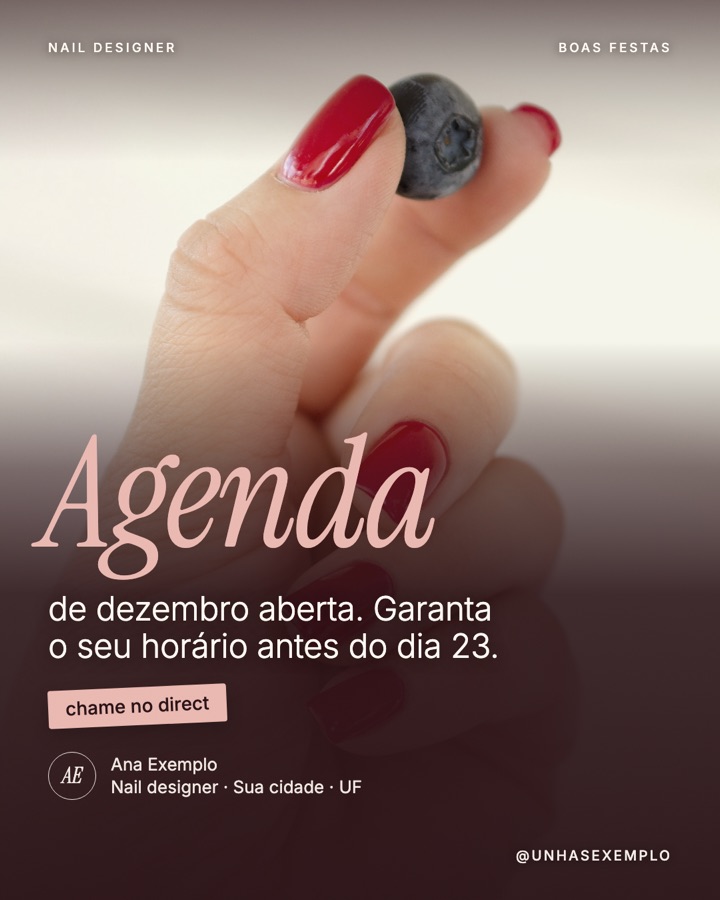 NAIL DESIGNER
BOAS FESTAS
Agenda
de dezembro aberta. Garanta
o seu horário antes do dia 23.
chame no direct
AE
Ana Exemplo
Nail designer · Sua cidade · UF
@UNHASEXEMPLO